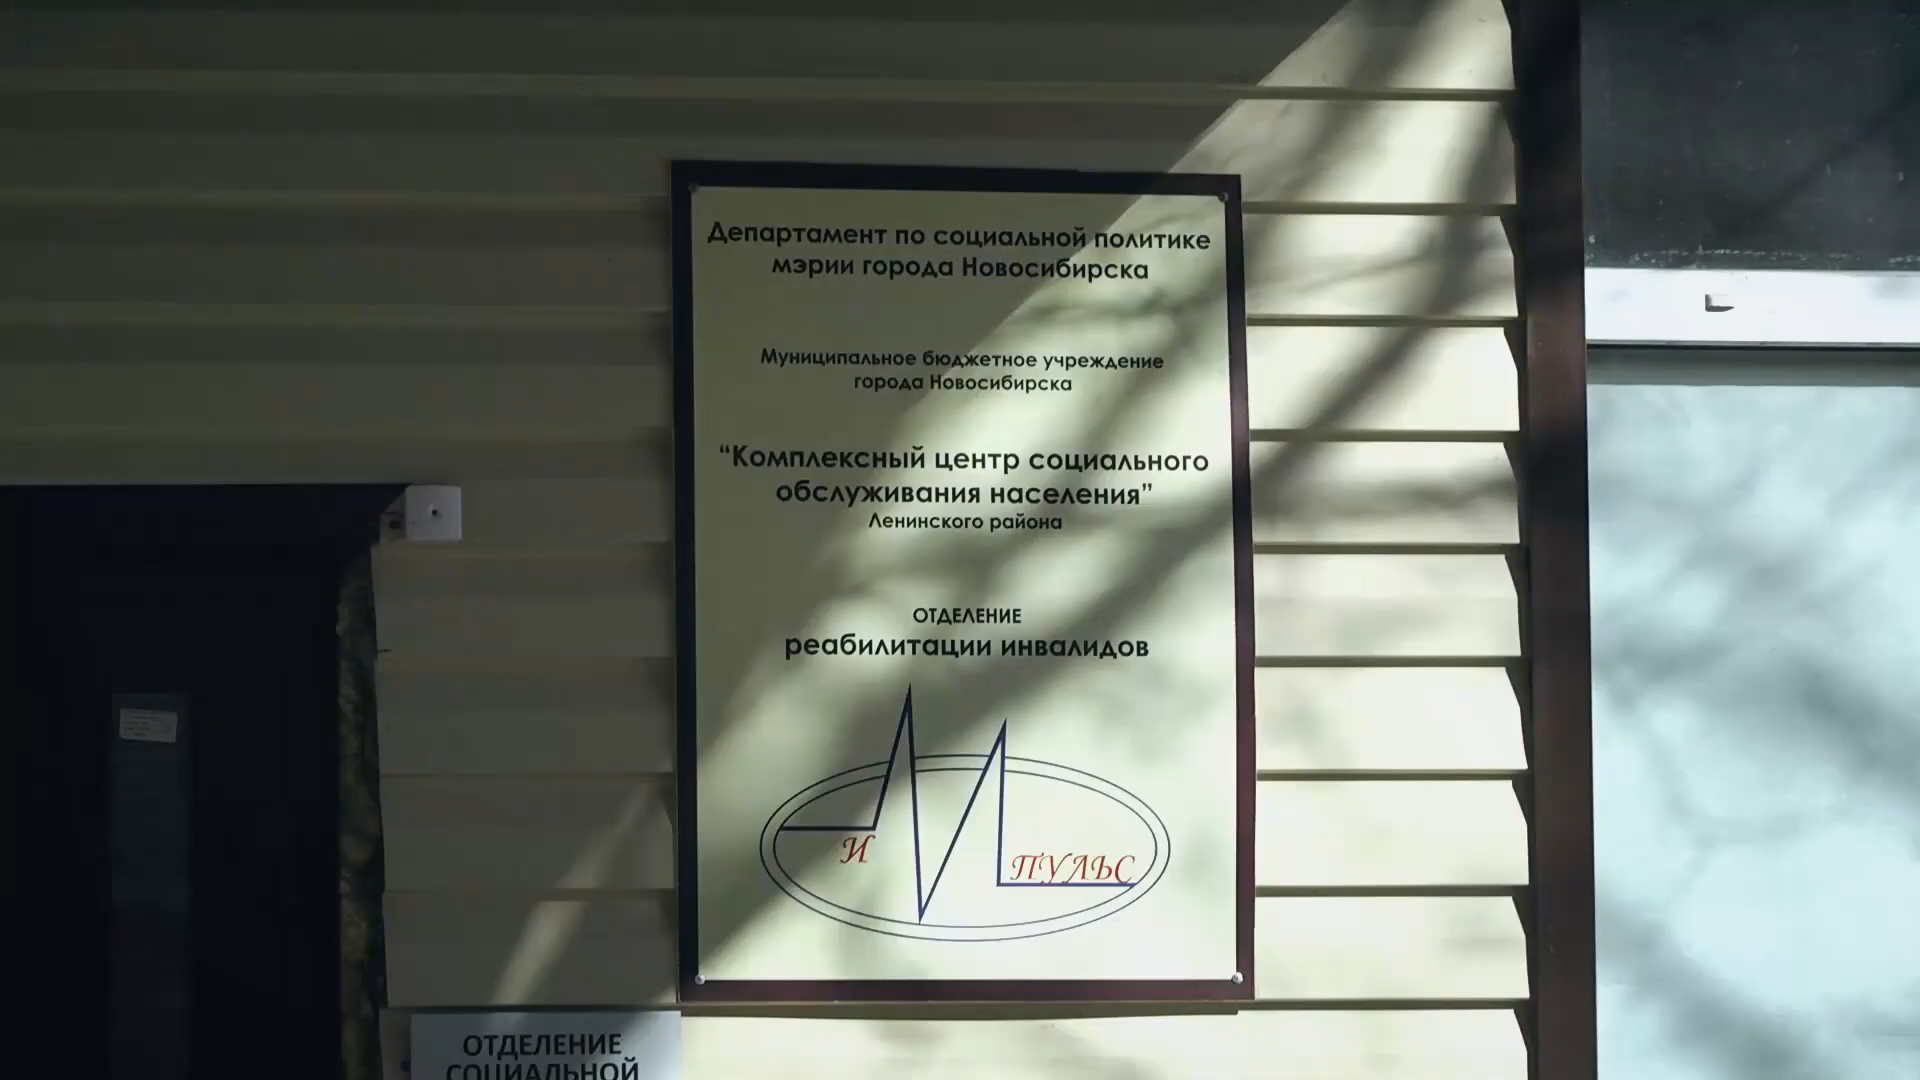 Департамент по социальной политике
мэрии города Новосибирска
Муниципальное бюджетное учреждение
города Новосибирска
“Комплексный центр социального
обслуживания населения”
Ленинского района
ОТДЕЛЕНИЕ
реабилитации инвалидов
И
ПУЛЬС
ОТДЕЛЕНИЕ
СОЦИАЛЬНОЙ